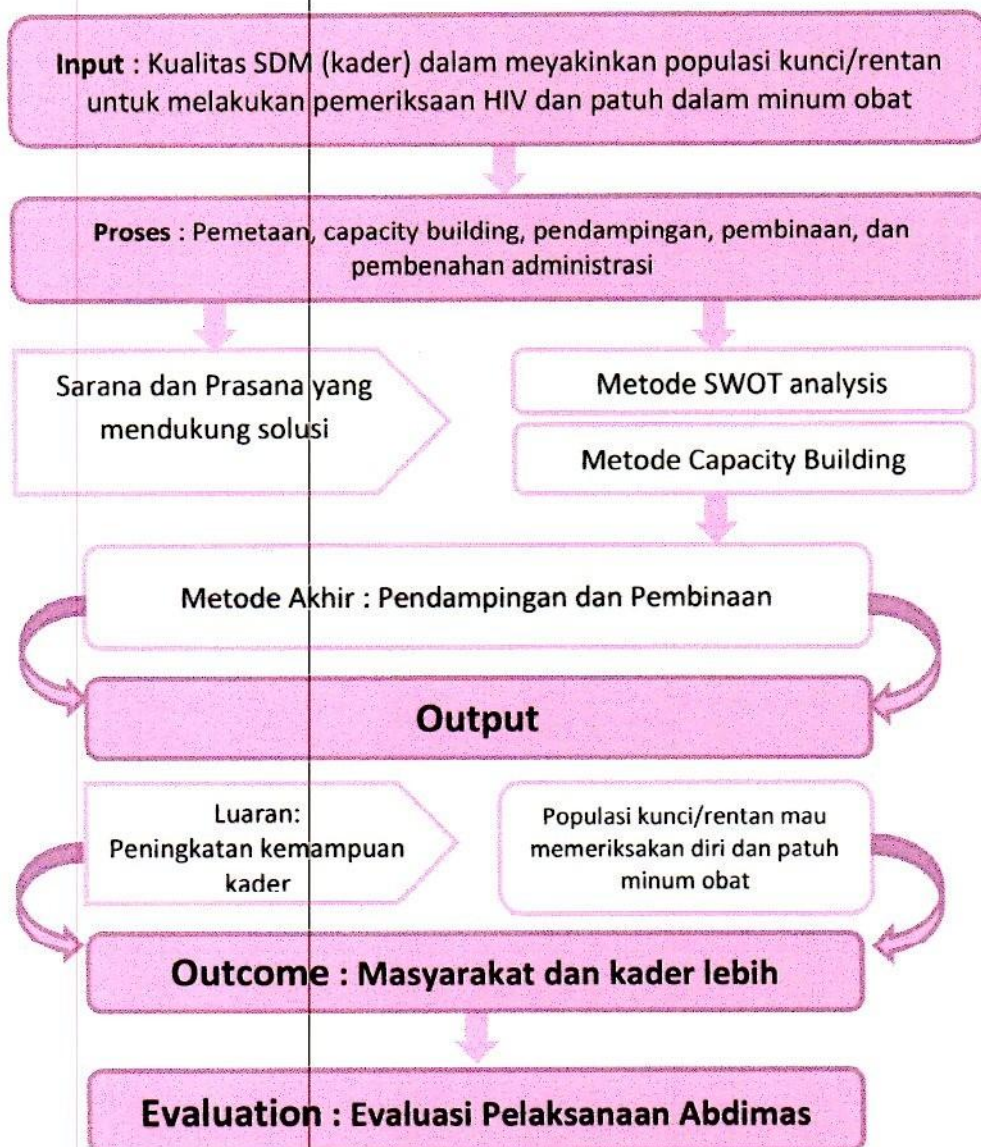 Input : Kualitas SDM (kader) dalam meyakinkan populasi kunci/rentan
untuk melakukan pemeriksaan HIV dan patuh dalam minum obat
Proses : Pemetaan, capacity building, pendampingan, pembinaan, dan
pembenahan administrasi
Sarana dan Prasana yang
mendukung solusi
Metode SWOT analysis
Metode Capacity Building
Metode Akhir : Pendampingan dan Pembinaan
Output
Luaran:
Peningkatan kemampuan
kader
Populasi kunci/rentan mau
memeriksakan diri dan patuh
minum obat
Outcome : Masyarakat dan kader lebih
Evaluation : Evaluasi Pelaksanaan Abdimas